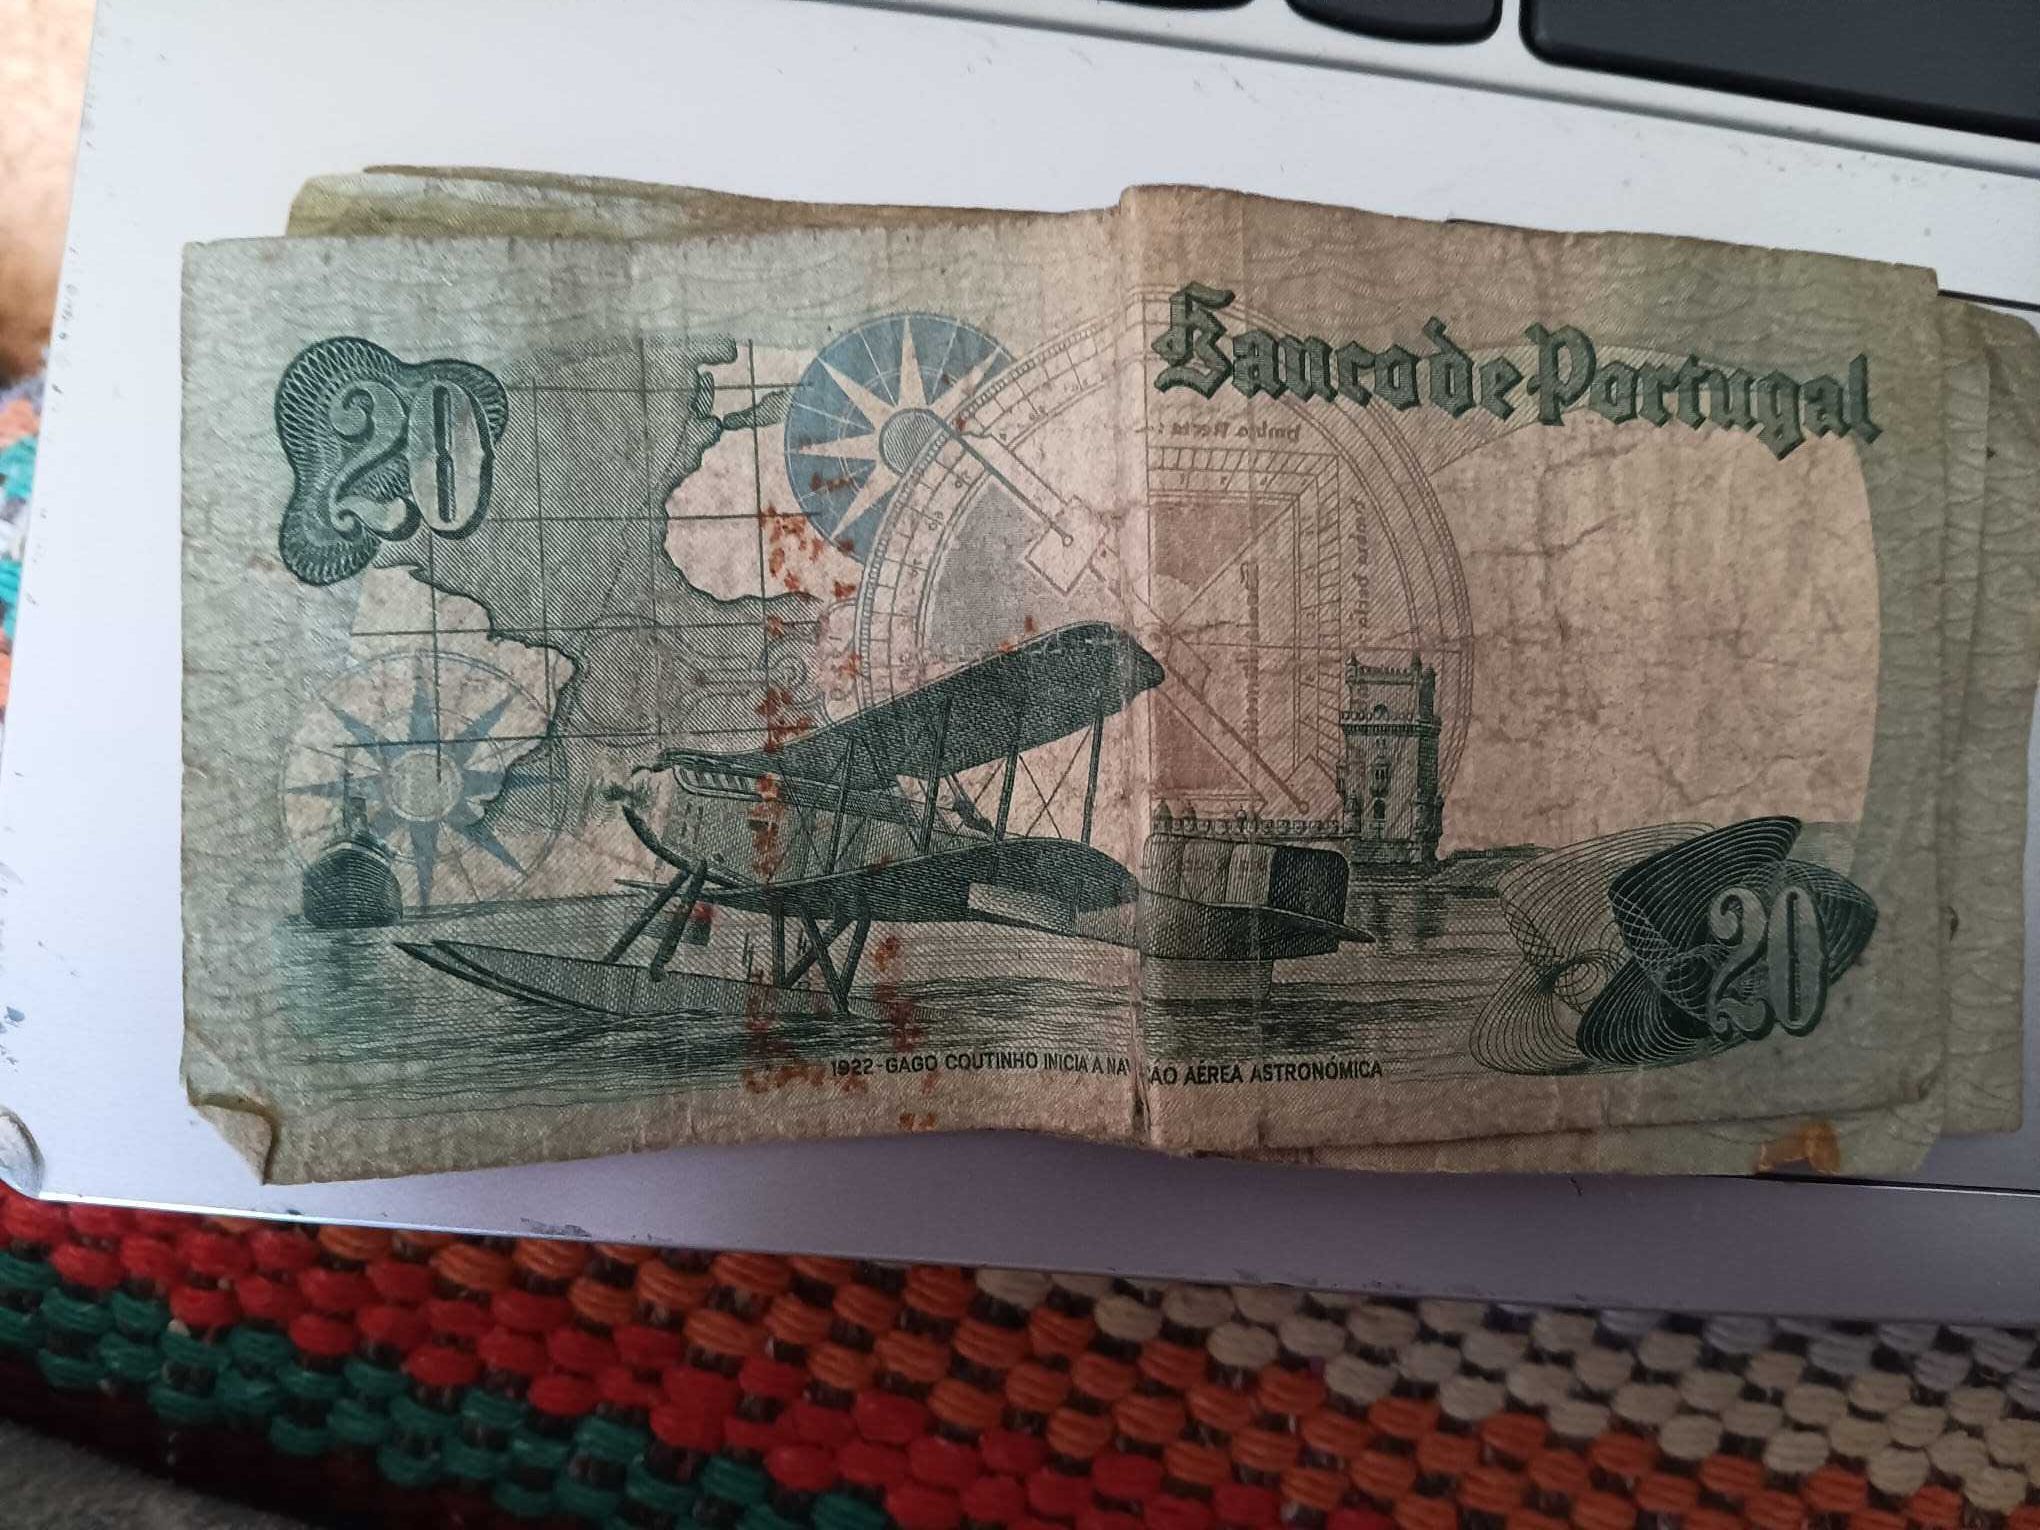 20
Banco de Portugal
20
1922-GAGO COUTINHO INICIA A NAV ÃO AÉREA ASTRONÓMICA